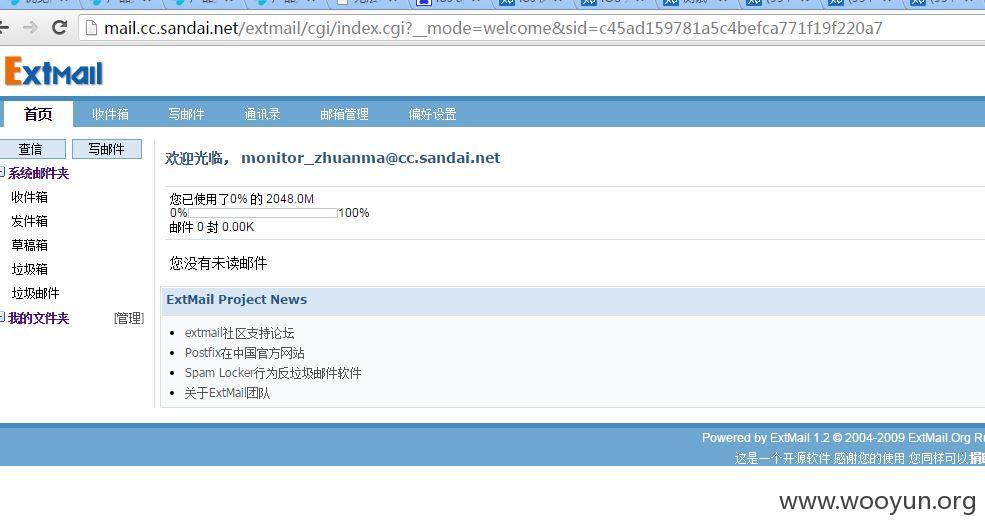 mail.cc.sandai.net/extmail/cgi/index.cgi?__mode=welcome&sid=c45ad159781a5c4befca771f19f220a7
ExtMail
首页 收件箱 写邮件 通讯录 邮箱管理 偏好设置
查信 写邮件
系统邮件夹
收件箱
发件箱
草稿箱
垃圾箱
垃圾邮件
我的文件夹 [管理]
欢迎光临， monitor_zhuanma@cc.sandai.net
您已使用了0% 的 2048.0M
0% 100%
邮件 0 封 0.00K
您没有未读邮件
ExtMail Project News
extmail社区支持论坛
Postfix在中国官方网站
Spam Locker行为反垃圾邮件软件
关于ExtMail团队
Powered by ExtMail 1.2 © 2004-2009 ExtMail.Org R
这是一个开源软件 感谢您的使用 您同样可以捐
www.wooyun.org